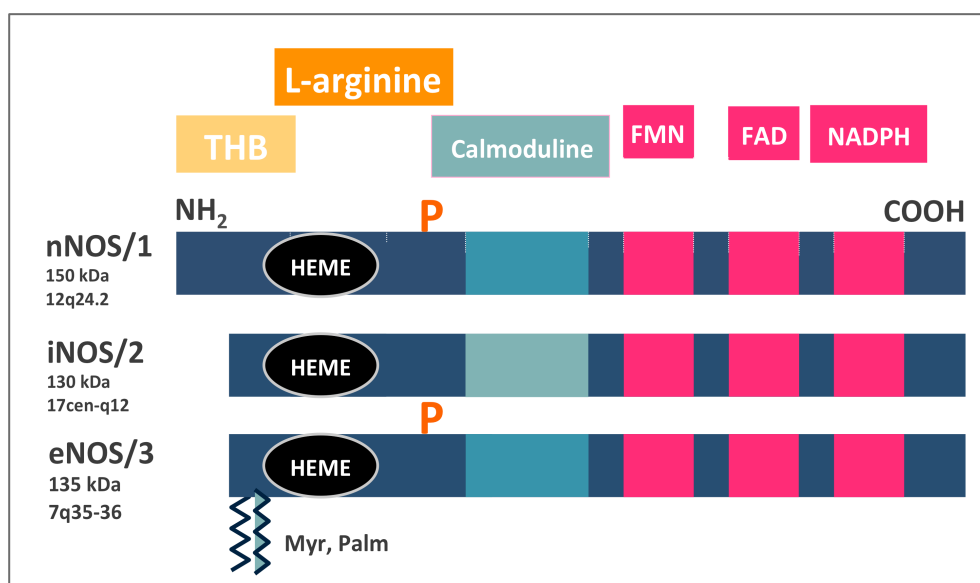 L-arginine
THB
Calmoduline
FMN
FAD
NADPH
NH2
P
COOH
nNOS/1
150 kDa
12q24.2
HEME
iNOS/2
130 kDa
17cen-q12
HEME
P
eNOS/3
135 kDa
7q35-36
HEME
Myr, Palm